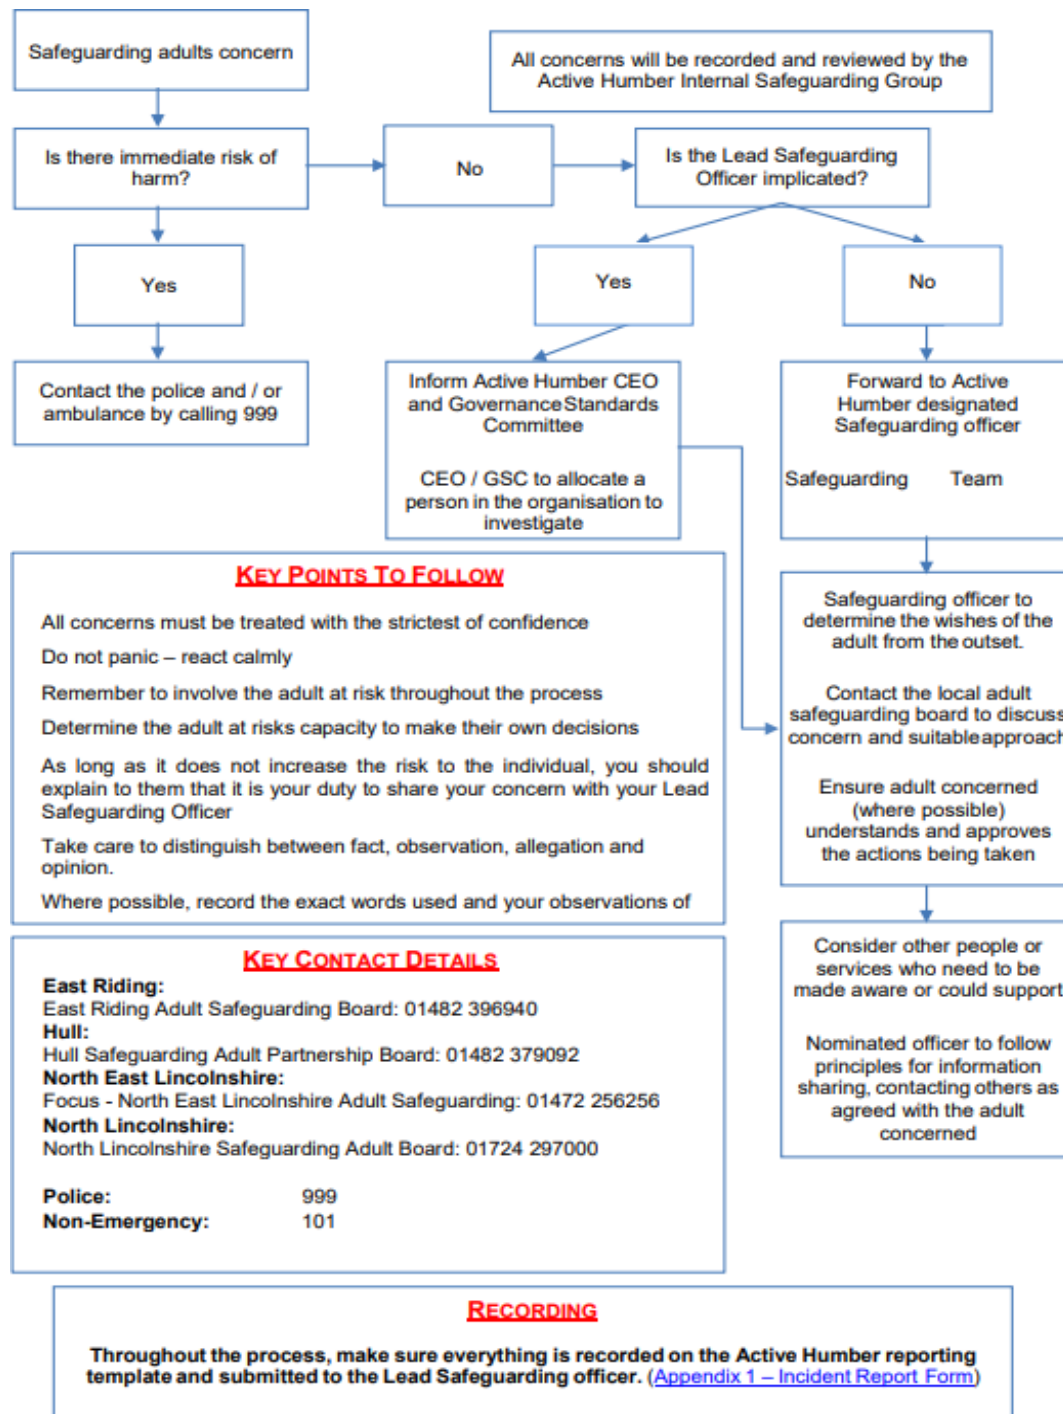 Safeguarding adults concern
All concerns will be recorded and reviewed by the
Active Humber Internal Safeguarding Group
Is there immediate risk of
harm?
No
Is the Lead Safeguarding
Officer implicated?
Yes
Yes
No
Contact the police and / or
ambulance by calling 999
Inform Active Humber CEO
and Governance Standards
Committee
CEO / GSC to allocate a
person in the organisation to
investigate
Forward to Active
Humber designated
Safeguarding officer
Safeguarding Team
KEY POINTS TO FOLLOW
All concerns must be treated with the strictest of confidence
Do not panic – react calmly
Remember to involve the adult at risk throughout the process
Determine the adult at risks capacity to make their own decisions
As long as it does not increase the risk to the individual, you should
explain to them that it is your duty to share your concern with your Lead
Safeguarding Officer
Take care to distinguish between fact, observation, allegation and
opinion.
Where possible, record the exact words used and your observations of
Safeguarding officer to
determine the wishes of the
adult from the outset.
Contact the local adult
safeguarding board to discuss
concern and suitable approach
Ensure adult concerned
(where possible)
understands and approves
the actions being taken
Consider other people or
services who need to be
made aware or could support
Nominated officer to follow
principles for information
sharing, contacting others as
agreed with the adult
concerned
KEY CONTACT DETAILS
East Riding:
East Riding Adult Safeguarding Board: 01482 396940
Hull:
Hull Safeguarding Adult Partnership Board: 01482 379092
North East Lincolnshire:
Focus - North East Lincolnshire Adult Safeguarding: 01472 256256
North Lincolnshire:
North Lincolnshire Safeguarding Adult Board: 01724 297000
Police: 999
Non-Emergency: 101
RECORDING
Throughout the process, make sure everything is recorded on the Active Humber reporting
template and submitted to the Lead Safeguarding officer. (Appendix 1 – Incident Report Form)